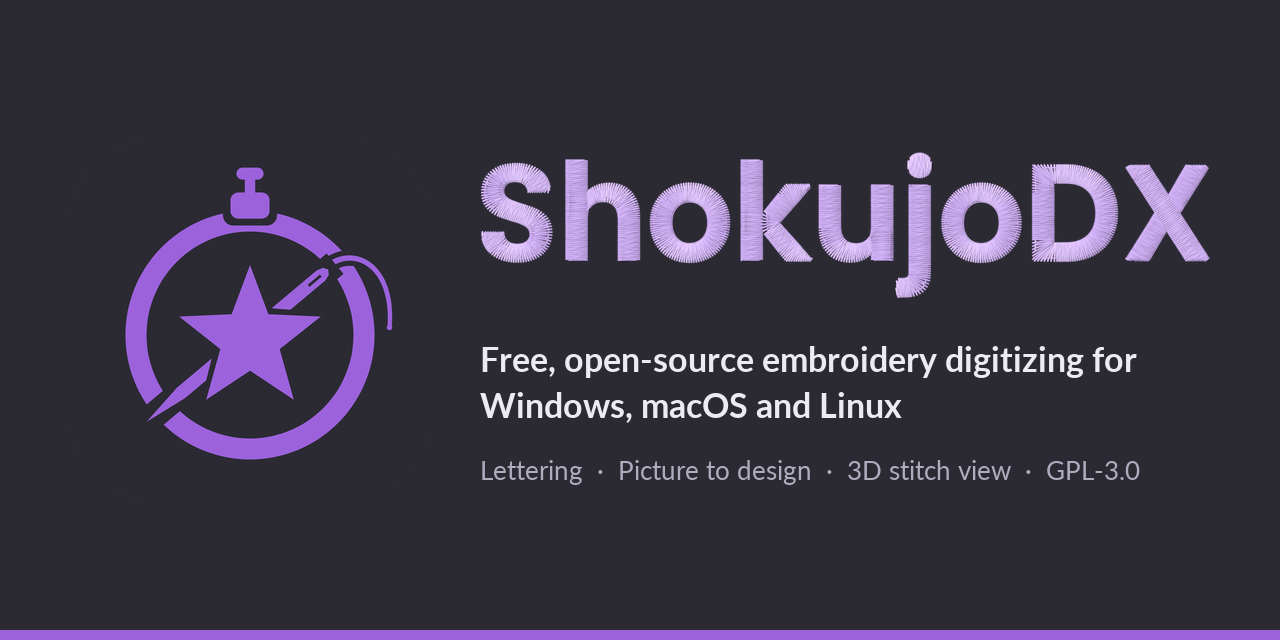 ShokujoDX
Free, open-source embroidery digitizing for
Windows, macOS and Linux
Lettering · Picture to design · 3D stitch view · GPL-3.0